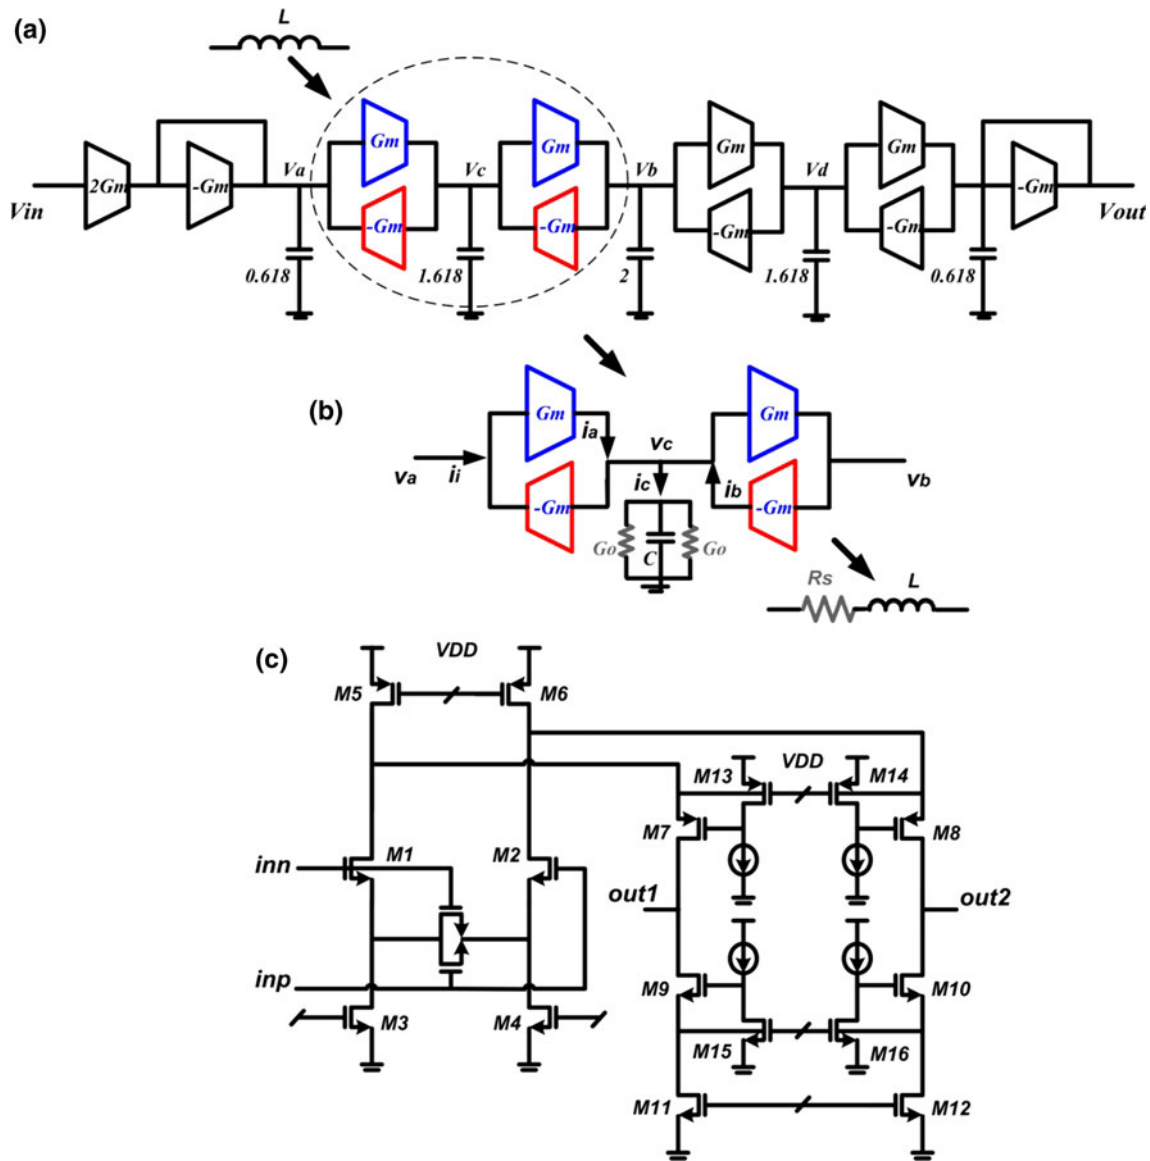 (a)
L
Gm
Gm
Gm
Gm
2Gm
-Gm
Va
Vc
Vb
Vd
-Gm
Vin
-Gm
-Gm
-Gm
-Gm
Vout
0.618
1.618
2
1.618
0.618
(b)
Gm
ia
vc
Gm
va
ii
ic
ib
vb
-Gm
-Gm
Go
C
Go
Rs
L
(c)
VDD
M5
M6
M13
VDD
M14
M7
M8
inn
M1
M2
out1
out2
inp
M9
M10
M3
M4
M15
M16
M11
M12